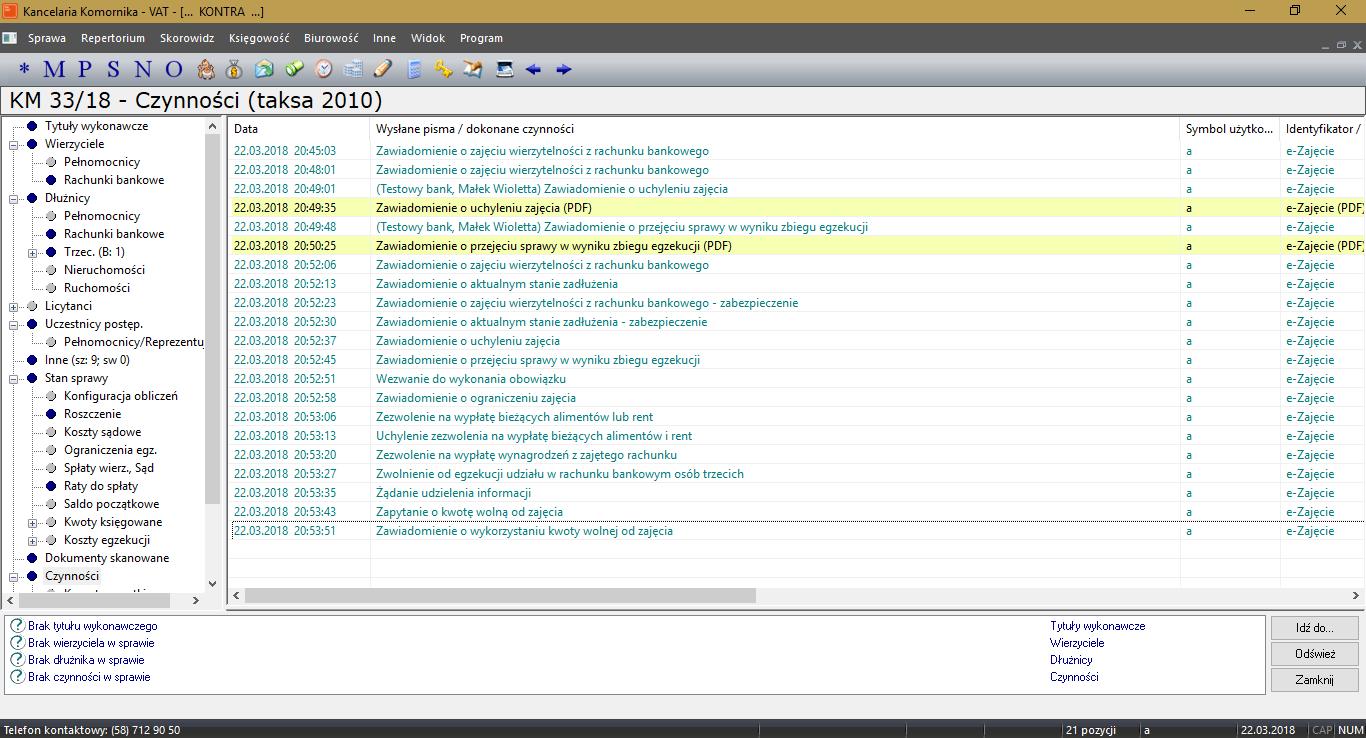 Kancelaria Komornika - VAT - [... KONTRA ...]
Sprawa Repertorium Skorowidz Księgowość Biurowość Inne Widok Program
* M P S N O
KM 33/18 - Czynności (taksa 2010)
Tytuły wykonawcze
Wierzyciele
Pełnomocnicy
Rachunki bankowe
Dłużnicy
Pełnomocnicy
Rachunki bankowe
Trzec. (B: 1)
Nieruchomości
Ruchomości
Licytanci
Uczestnicy postęp.
Pełnomocnicy/Reprezentu
Inne (sz: 9; sw 0)
Stan sprawy
Konfiguracja obliczeń
Roszczenie
Koszty sądowe
Ograniczenia egz.
Spłaty wierz., Sąd
Raty do spłaty
Saldo początkowe
Kwoty księgowane
Koszty egzekucji
Dokumenty skanowane
Czynności
Data Wysłane pisma / dokonane czynności Symbol użytko... Identyfikator /
22.03.2018 20:45:03 Zawiadomienie o zajęciu wierzytelności z rachunku bankowego a e-Zajęcie
22.03.2018 20:48:01 Zawiadomienie o zajęciu wierzytelności z rachunku bankowego a e-Zajęcie
22.03.2018 20:49:01 (Testowy bank, Małek Wioletta) Zawiadomienie o uchyleniu zajęcia a e-Zajęcie
22.03.2018 20:49:35 Zawiadomienie o uchyleniu zajęcia (PDF) a e-Zajęcie (PDF)
22.03.2018 20:49:48 (Testowy bank, Małek Wioletta) Zawiadomienie o przejęciu sprawy w wyniku zbiegu egzekucji a e-Zajęcie
22.03.2018 20:50:25 Zawiadomienie o przejęciu sprawy w wyniku zbiegu egzekucji (PDF) a e-Zajęcie (PDF)
22.03.2018 20:52:06 Zawiadomienie o zajęciu wierzytelności z rachunku bankowego a e-Zajęcie
22.03.2018 20:52:13 Zawiadomienie o aktualnym stanie zadłużenia a e-Zajęcie
22.03.2018 20:52:23 Zawiadomienie o zajęciu wierzytelności z rachunku bankowego - zabezpieczenie a e-Zajęcie
22.03.2018 20:52:30 Zawiadomienie o aktualnym stanie zadłużenia - zabezpieczenie a e-Zajęcie
22.03.2018 20:52:37 Zawiadomienie o uchyleniu zajęcia a e-Zajęcie
22.03.2018 20:52:45 Zawiadomienie o przejęciu sprawy w wyniku zbiegu egzekucji a e-Zajęcie
22.03.2018 20:52:51 Wezwanie do wykonania obowiązku a e-Zajęcie
22.03.2018 20:52:58 Zawiadomienie o ograniczeniu zajęcia a e-Zajęcie
22.03.2018 20:53:06 Zezwolenie na wypłatę bieżących alimentów lub rent a e-Zajęcie
22.03.2018 20:53:13 Uchylenie zezwolenia na wypłatę bieżących alimentów i rent a e-Zajęcie
22.03.2018 20:53:20 Zezwolenie na wypłatę wynagrodzeń z zajętego rachunku a e-Zajęcie
22.03.2018 20:53:27 Zwolnienie od egzekucji udziału w rachunku bankowym osób trzecich a e-Zajęcie
22.03.2018 20:53:35 Żądanie udzielenia informacji a e-Zajęcie
22.03.2018 20:53:43 Zapytanie o kwotę wolną od zajęcia a e-Zajęcie
22.03.2018 20:53:51 Zawiadomienie o wykorzystaniu kwoty wolnej od zajęcia a e-Zajęcie
Brak tytułu wykonawczego Tytuły wykonawcze
Brak wierzyciela w sprawie Wierzyciele
Brak dłużnika w sprawie Dłużnicy
Brak czynności w sprawie Czynności
Idź do...
Odśwież
Zamknij
Telefon kontaktowy: (58) 712 90 50 21 pozycji a 22.03.2018 CAP NUM